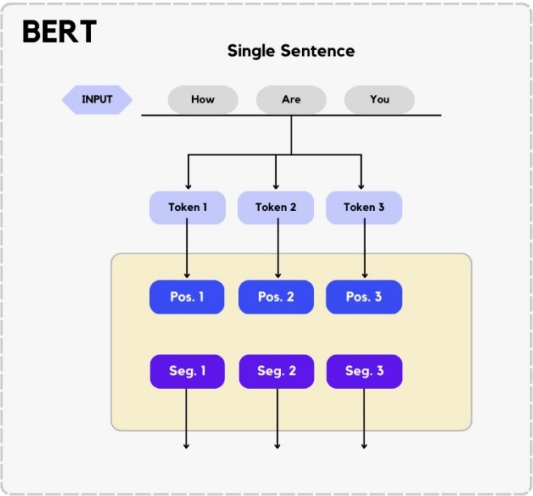 BERT
Single Sentence
INPUT
How Are You
Token 1 Token 2 Token 3
Pos. 1 Pos. 2 Pos. 3
Seg. 1 Seg. 2 Seg. 3